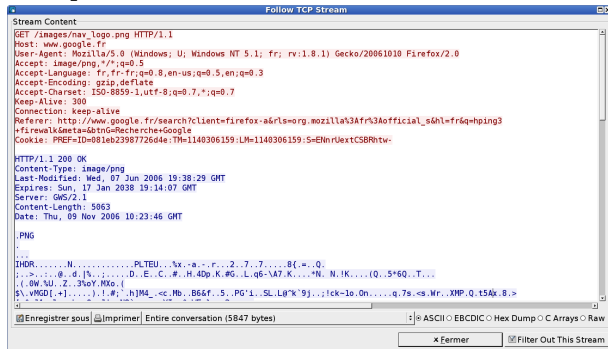 Follow TCP Stream
Stream Content
GET /images/nav_logo.png HTTP/1.1
Host: www.google.fr
User-Agent: Mozilla/5.0 (Windows; U; Windows NT 5.1; fr; rv:1.8.1) Gecko/20061010 Firefox/2.0
Accept: image/png,*/*;q=0.5
Accept-Language: fr,fr-fr;q=0.8,en-us;q=0.5,en;q=0.3
Accept-Encoding: gzip,deflate
Accept-Charset: ISO-8859-1,utf-8;q=0.7,*;q=0.7
Keep-Alive: 300
Connection: keep-alive
Referer: http://www.google.fr/search?client=firefox-a&rls=org.mozilla%3Afr%3Aofficial_s&hl=fr&q=hping3
+firewalk&meta=&btnG=Recherche+Google
Cookie: PREF=ID=081eb23987726d4e:TM=1140306159:LM=1140306159:S=ENnrUextCSBRhtw-
HTTP/1.1 200 OK
Content-Type: image/png
Last-Modified: Wed, 07 Jun 2006 19:38:29 GMT
Expires: Sun, 17 Jan 2038 19:14:07 GMT
Server: GWS/2.1
Content-Length: 5063
Date: Thu, 09 Nov 2006 10:23:46 GMT
.PNG
.
...
IHDR.......N.............PLTEU...%x.-a.-.r...2..7..7.....8{.=..Q.
Enregistrer sous Imprimer Entire conversation (5847 bytes) ASCII EBCDIC Hex Dump C Arrays Raw
Fermer Filter Out This Stream